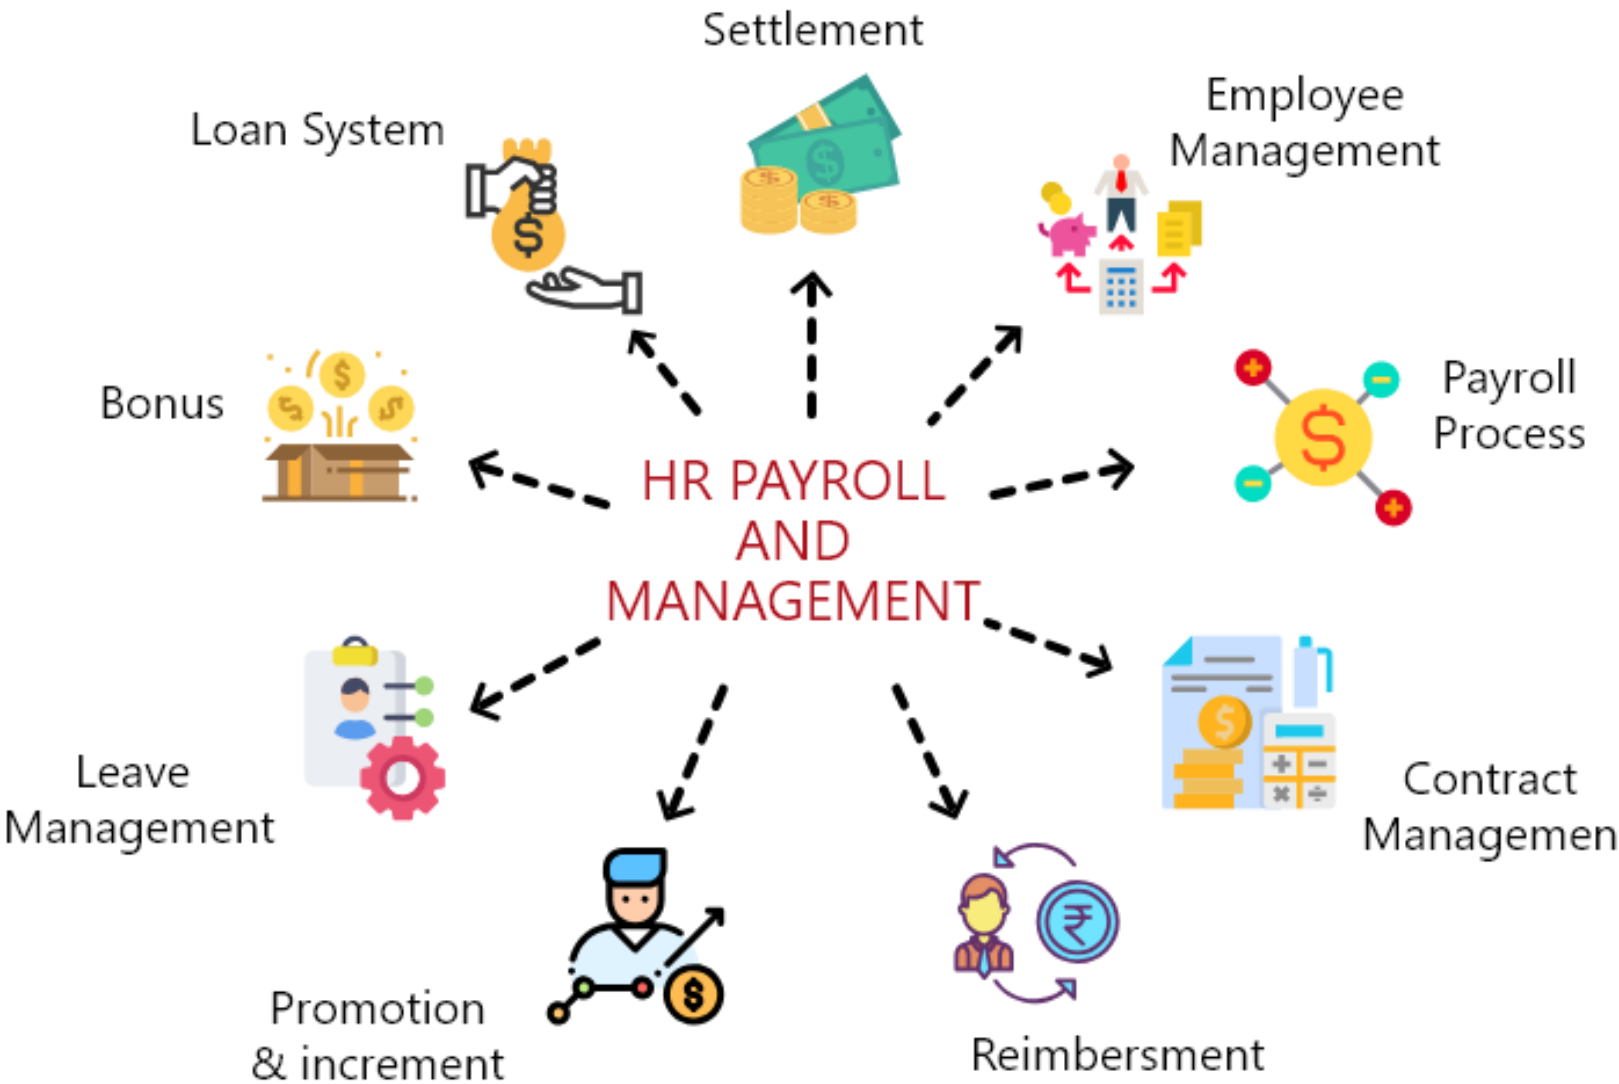 Settlement
Employee
Management
Loan System
Payroll
Process
Bonus
HR PAYROLL
AND
MANAGEMENT
Leave
Management
Contract
Managemen
Promotion
& increment
Reimbersment